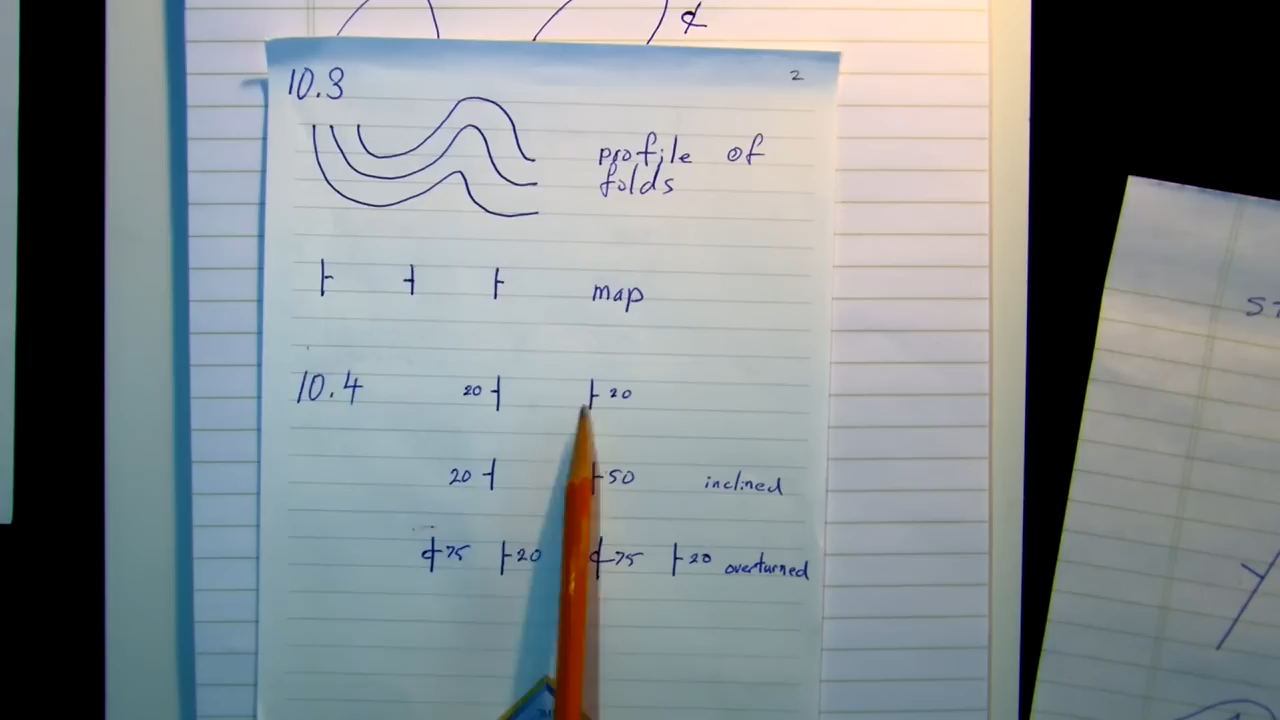 ¢
10.3
2
profile of
folds
map
10.4 20 20
20 50 inclined
75 20 75 20 overturned